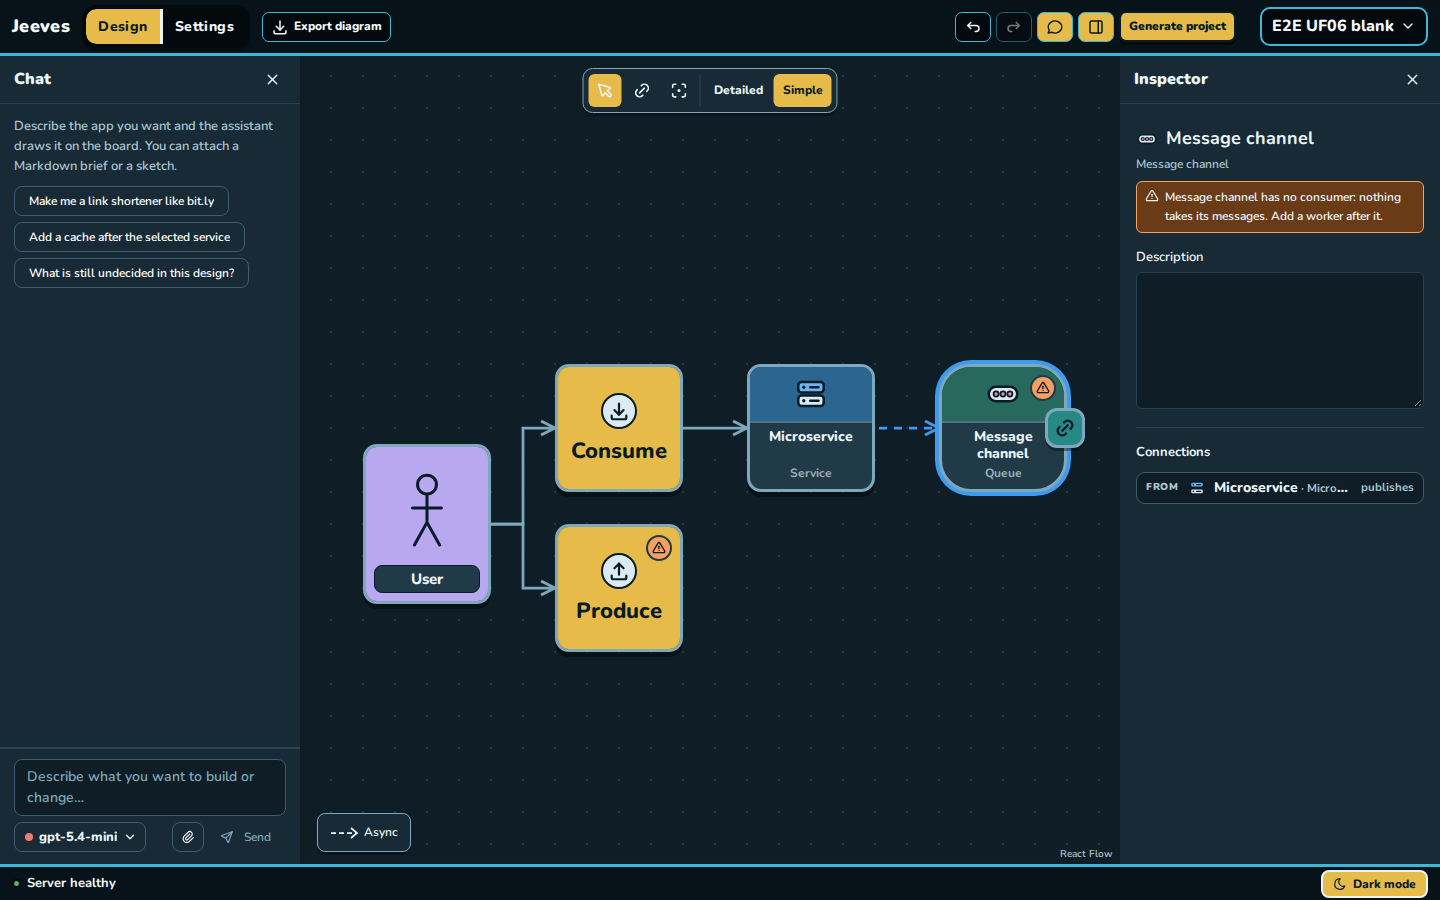 Jeeves
Design
Settings
Export diagram
Generate project
E2E UF06 blank
Chat
Describe the app you want and the assistant
draws it on the board. You can attach a
Markdown brief or a sketch.
Make me a link shortener like bit.ly
Add a cache after the selected service
What is still undecided in this design?
Detailed
Simple
User
Consume
Produce
Microservice
Service
Message
channel
Queue
Async
React Flow
Inspector
Message channel
Message channel
Message channel has no consumer: nothing
takes its messages. Add a worker after it.
Description
Connections
FROM Microservice · Micro... publishes
Describe what you want to build or
change...
gpt-5.4-mini
Send
Server healthy
Dark mode